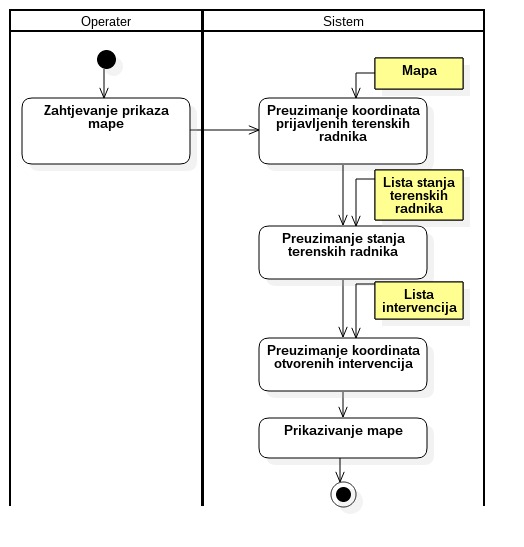 Operater
Sistem
Mapa
Zahtjevanje prikaza
mape
Preuzimanje koordinata
prijavljenih terenskih
radnika
Lista stanja
terenskih
radnika
Preuzimanje stanja
terenskih radnika
Lista
intervencija
Preuzimanje koordinata
otvorenih intervencija
Prikazivanje mape